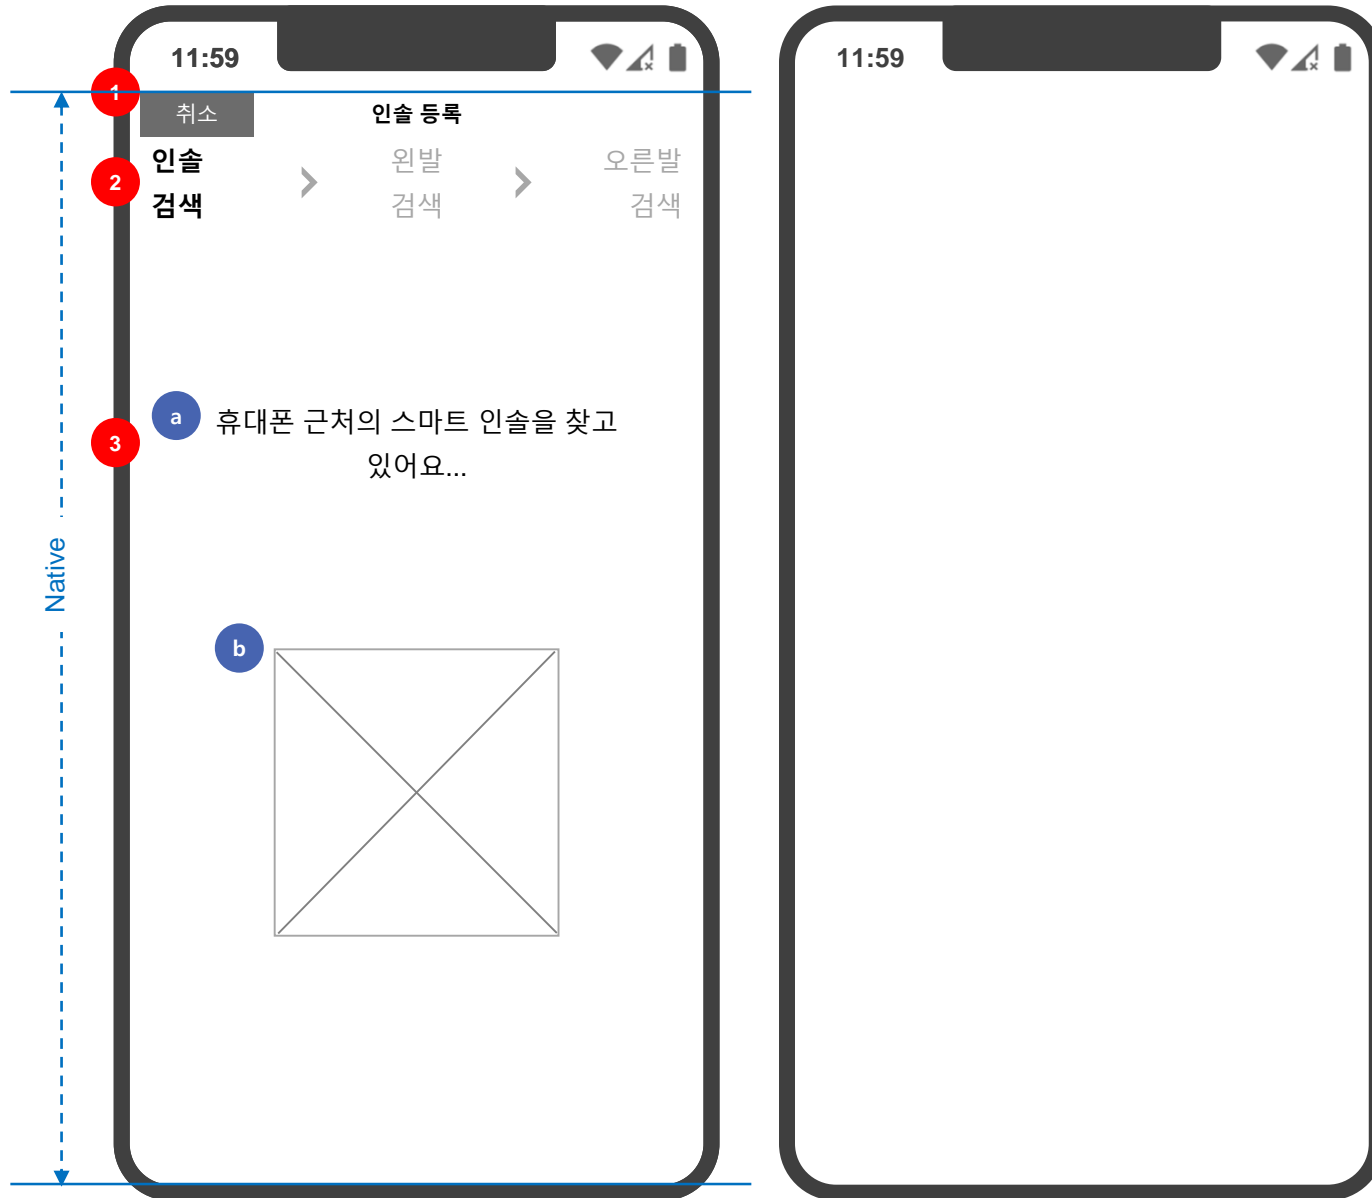 11:59
1
취소
인솔 등록
2
인솔
검색
왼발
검색
오른발
검색
3
a
휴대폰 근처의 스마트 인솔을 찾고
있어요...
Native
b
11:59